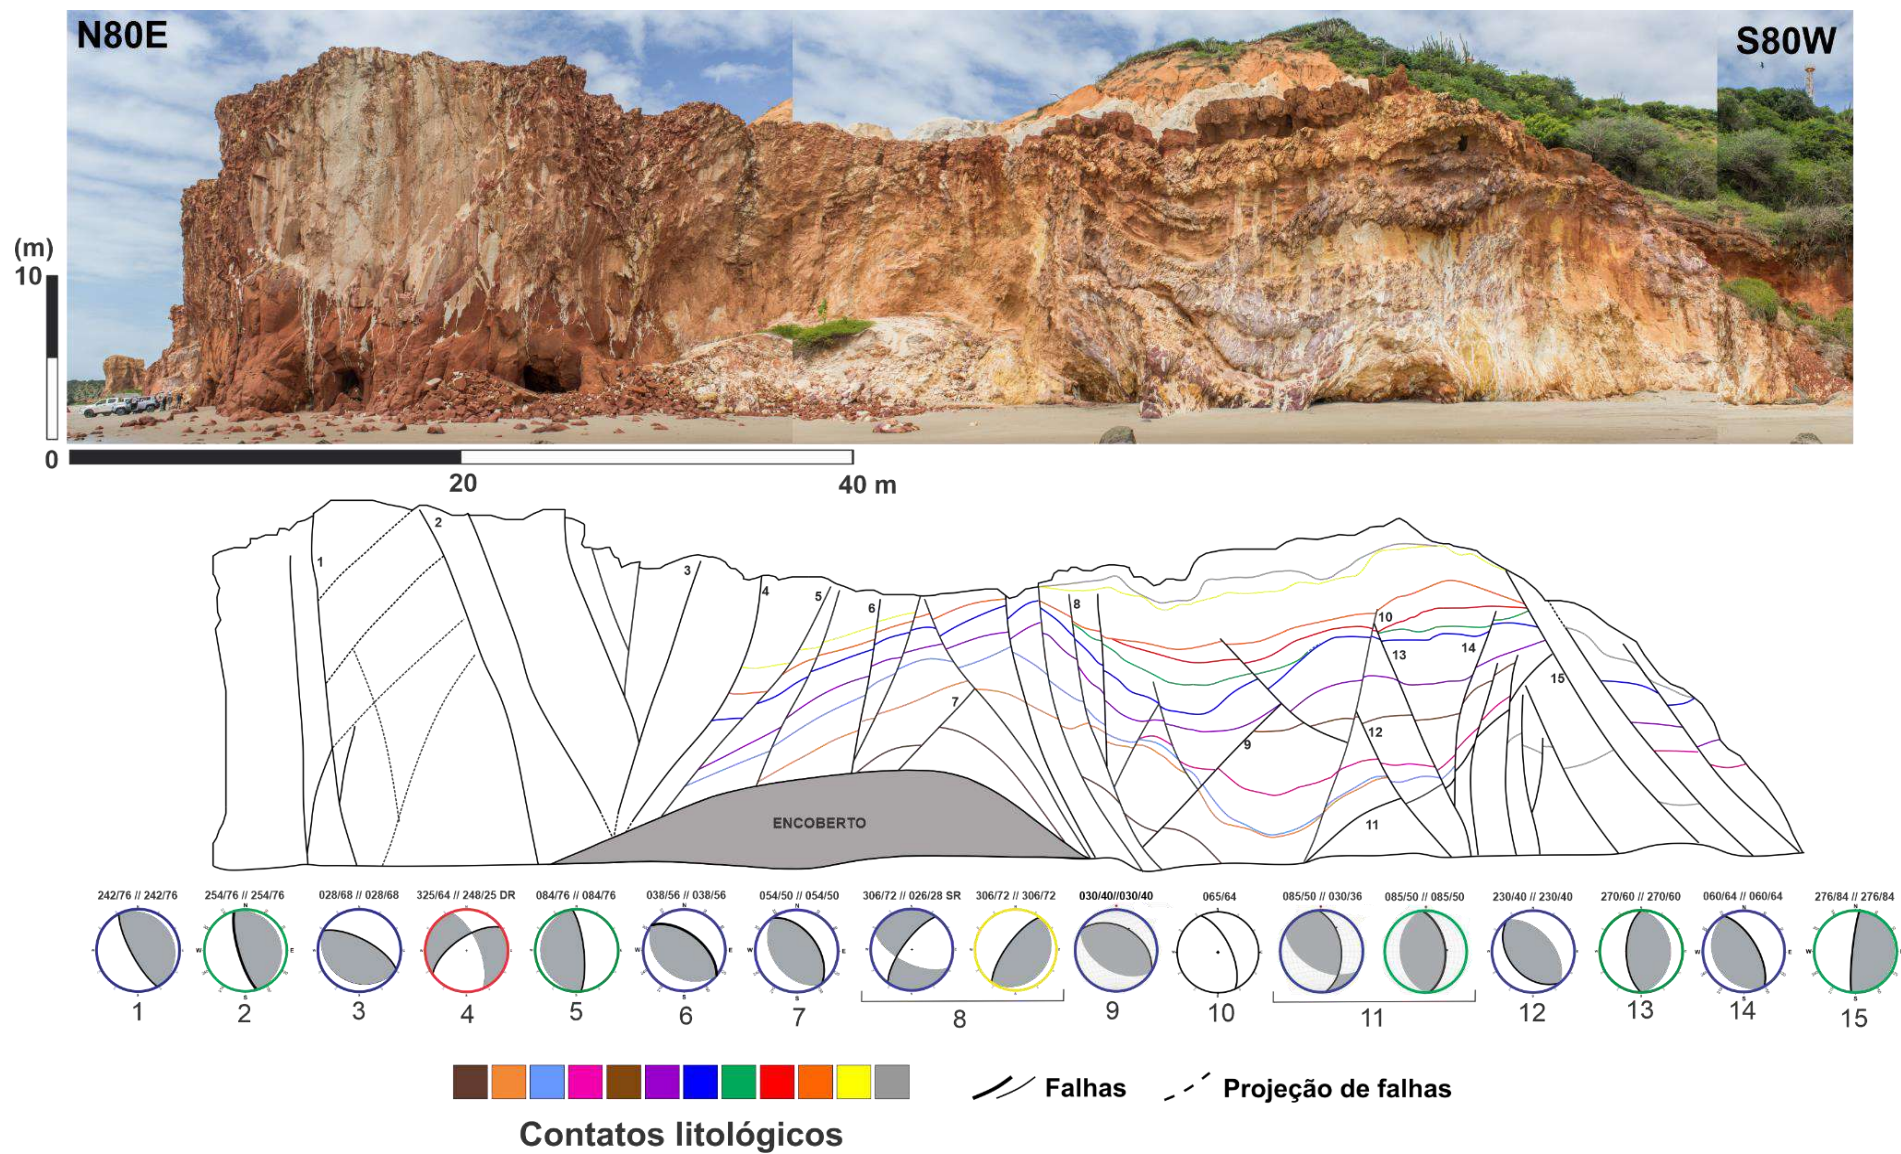 N80E
S80W
(m)
10
0
20
40 m
1
2
3
4
5
6
7
8
9
10
11
12
13
14
15
ENCOBERTO
242/76 // 242/76
254/76 // 254/76
028/68 // 028/68
325/64 // 248/25 DR
084/76 // 084/76
038/56 // 038/56
054/50 // 054/50
306/72 // 026/28 SR
306/72 // 306/72
030/40//030/40
065/64
085/50 // 030/36
085/50 // 085/50
230/40 // 230/40
270/60 // 270/60
060/64 // 060/64
276/84 // 276/84
1
2
3
4
5
6
7
8
9
10
11
12
13
14
15
Falhas
Projeção de falhas
Contatos litológicos